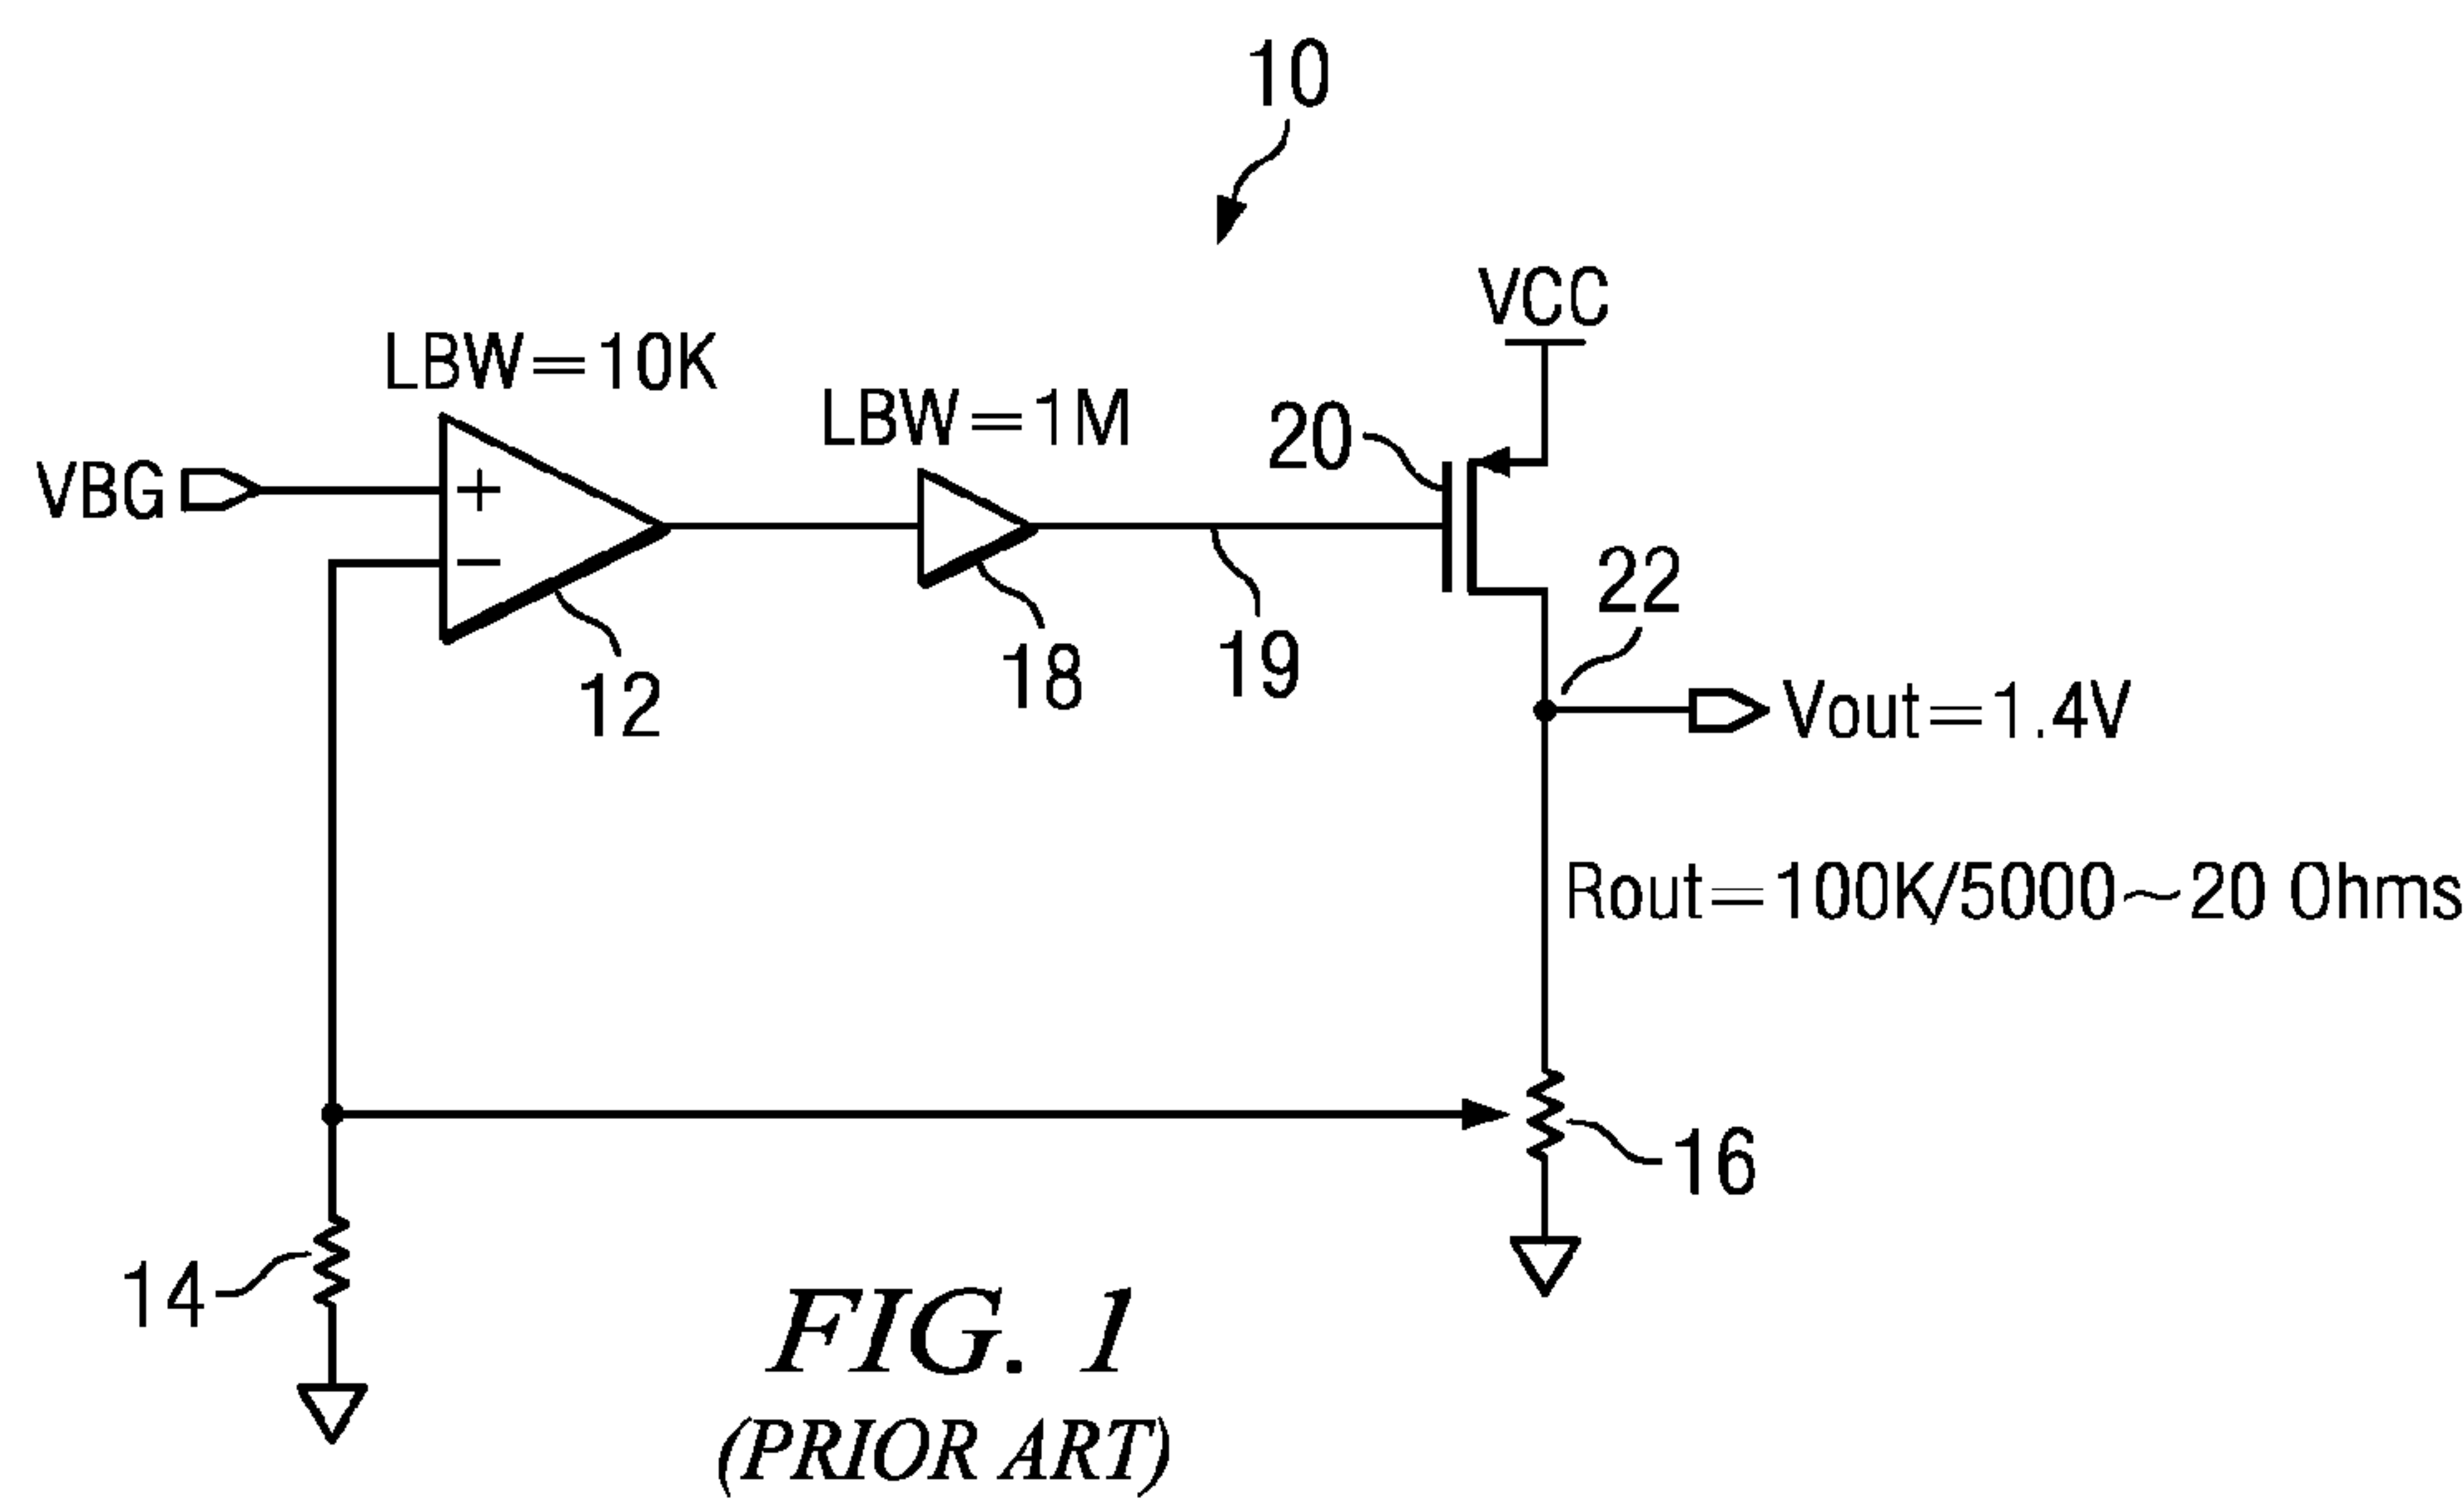 10
VCC
LBW=10K
LBW=1M
20
VBG
+
−
22
12
18
19
Vout=1.4V
Rout=100K/5000~20 Ohms
16
14
FIG. 1
(PRIOR ART)